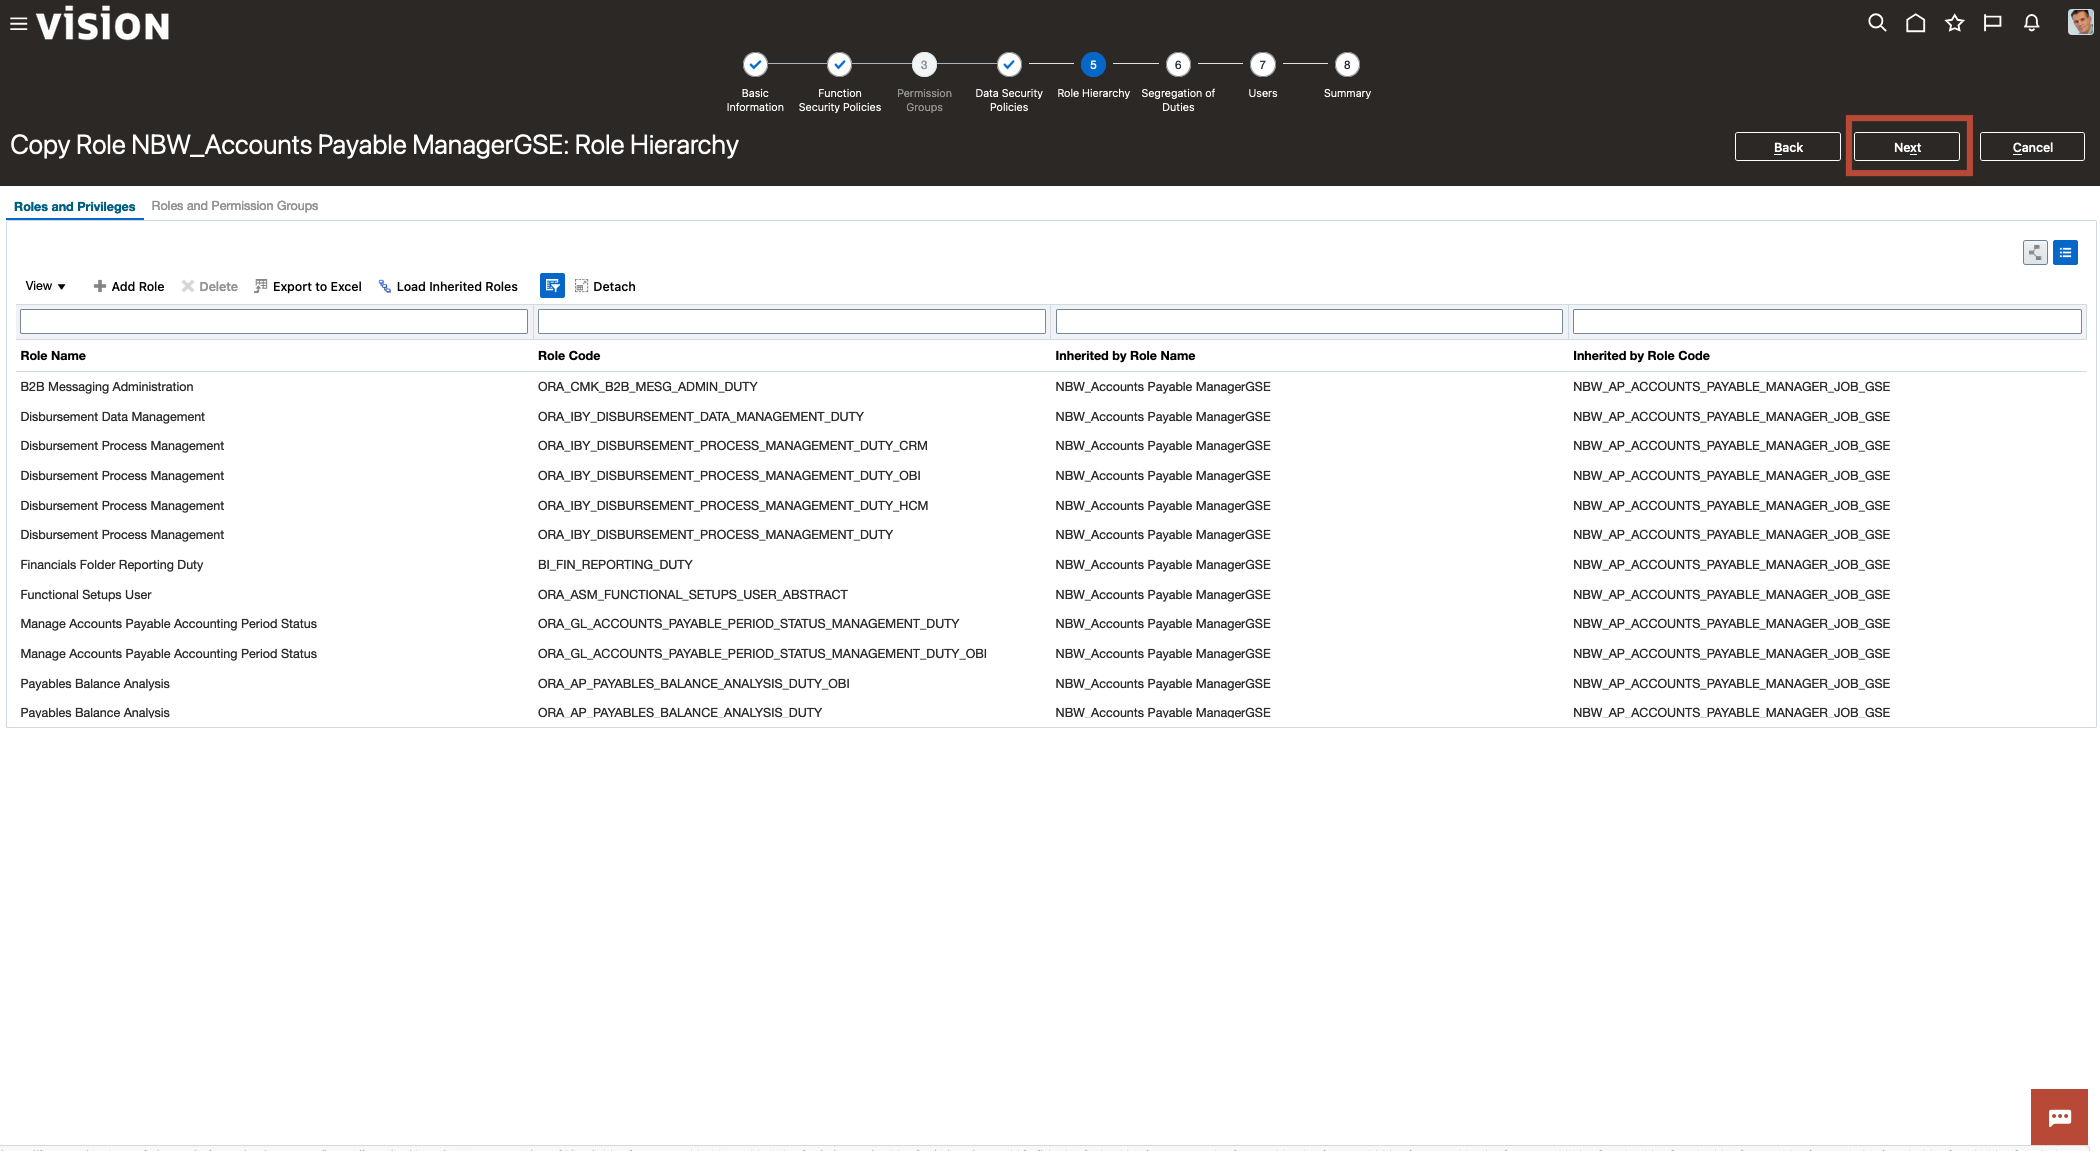 vision
3
5
6
7
8
Basic
Information
Function
Security Policies
Permission
Groups
Data Security
Policies
Role Hierarchy
Segregation of
Duties
Users
Summary
Copy Role NBW_Accounts Payable ManagerGSE: Role Hierarchy
Back
Next
Cancel
Roles and Privileges
Roles and Permission Groups
View
Add Role
Delete
Export to Excel
Load Inherited Roles
Detach
Role Name Role Code Inherited by Role Name Inherited by Role Code
B2B Messaging Administration ORA_CMK_B2B_MESG_ADMIN_DUTY NBW_Accounts Payable ManagerGSE NBW_AP_ACCOUNTS_PAYABLE_MANAGER_JOB_GSE
Disbursement Data Management ORA_IBY_DISBURSEMENT_DATA_MANAGEMENT_DUTY NBW_Accounts Payable ManagerGSE NBW_AP_ACCOUNTS_PAYABLE_MANAGER_JOB_GSE
Disbursement Process Management ORA_IBY_DISBURSEMENT_PROCESS_MANAGEMENT_DUTY_CRM NBW_Accounts Payable ManagerGSE NBW_AP_ACCOUNTS_PAYABLE_MANAGER_JOB_GSE
Disbursement Process Management ORA_IBY_DISBURSEMENT_PROCESS_MANAGEMENT_DUTY_OBI NBW_Accounts Payable ManagerGSE NBW_AP_ACCOUNTS_PAYABLE_MANAGER_JOB_GSE
Disbursement Process Management ORA_IBY_DISBURSEMENT_PROCESS_MANAGEMENT_DUTY_HCM NBW_Accounts Payable ManagerGSE NBW_AP_ACCOUNTS_PAYABLE_MANAGER_JOB_GSE
Disbursement Process Management ORA_IBY_DISBURSEMENT_PROCESS_MANAGEMENT_DUTY NBW_Accounts Payable ManagerGSE NBW_AP_ACCOUNTS_PAYABLE_MANAGER_JOB_GSE
Financials Folder Reporting Duty BI_FIN_REPORTING_DUTY NBW_Accounts Payable ManagerGSE NBW_AP_ACCOUNTS_PAYABLE_MANAGER_JOB_GSE
Functional Setups User ORA_ASM_FUNCTIONAL_SETUPS_USER_ABSTRACT NBW_Accounts Payable ManagerGSE NBW_AP_ACCOUNTS_PAYABLE_MANAGER_JOB_GSE
Manage Accounts Payable Accounting Period Status ORA_GL_ACCOUNTS_PAYABLE_PERIOD_STATUS_MANAGEMENT_DUTY NBW_Accounts Payable ManagerGSE NBW_AP_ACCOUNTS_PAYABLE_MANAGER_JOB_GSE
Manage Accounts Payable Accounting Period Status ORA_GL_ACCOUNTS_PAYABLE_PERIOD_STATUS_MANAGEMENT_DUTY_OBI NBW_Accounts Payable ManagerGSE NBW_AP_ACCOUNTS_PAYABLE_MANAGER_JOB_GSE
Payables Balance Analysis ORA_AP_PAYABLES_BALANCE_ANALYSIS_DUTY_OBI NBW_Accounts Payable ManagerGSE NBW_AP_ACCOUNTS_PAYABLE_MANAGER_JOB_GSE
Payables Balance Analysis ORA_AP_PAYABLES_BALANCE_ANALYSIS_DUTY NBW_Accounts Payable ManagerGSE NBW_AP_ACCOUNTS_PAYABLE_MANAGER_JOB_GSE